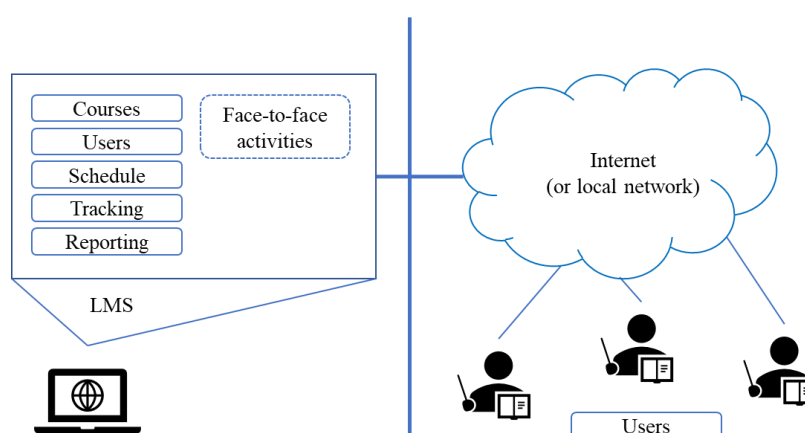 Courses
Users
Schedule
Tracking
Reporting
Face-to-face
activities
LMS
Internet
(or local network)
Users